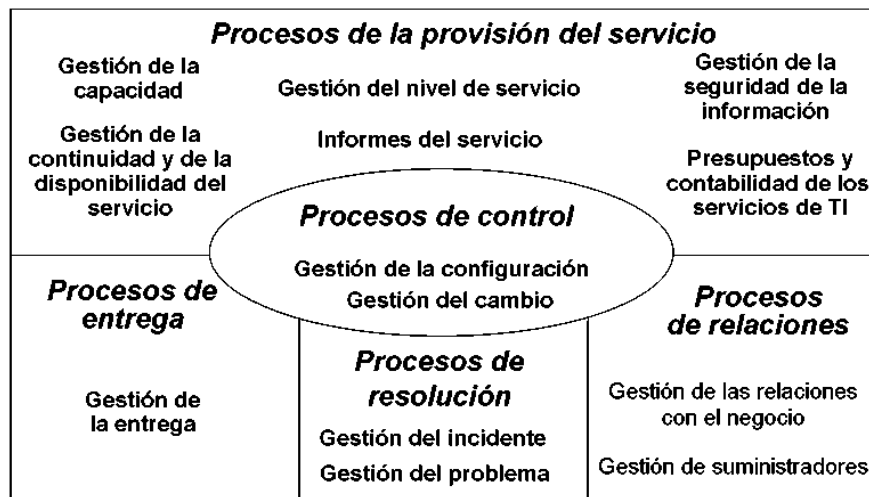 Procesos de la provisión del servicio
Gestión de la
capacidad
Gestión de la
continuidad y de la
disponibilidad del
servicio
Gestión del nivel de servicio
Informes del servicio
Gestión de la
seguridad de la
información
Presupuestos y
contabilidad de los
servicios de TI
Procesos de control
Gestión de la configuración
Gestión del cambio
Procesos de
entrega
Gestión de
la entrega
Procesos de
resolución
Gestión del incidente
Gestión del problema
Procesos
de relaciones
Gestión de las relaciones
con el negocio
Gestión de suministradores